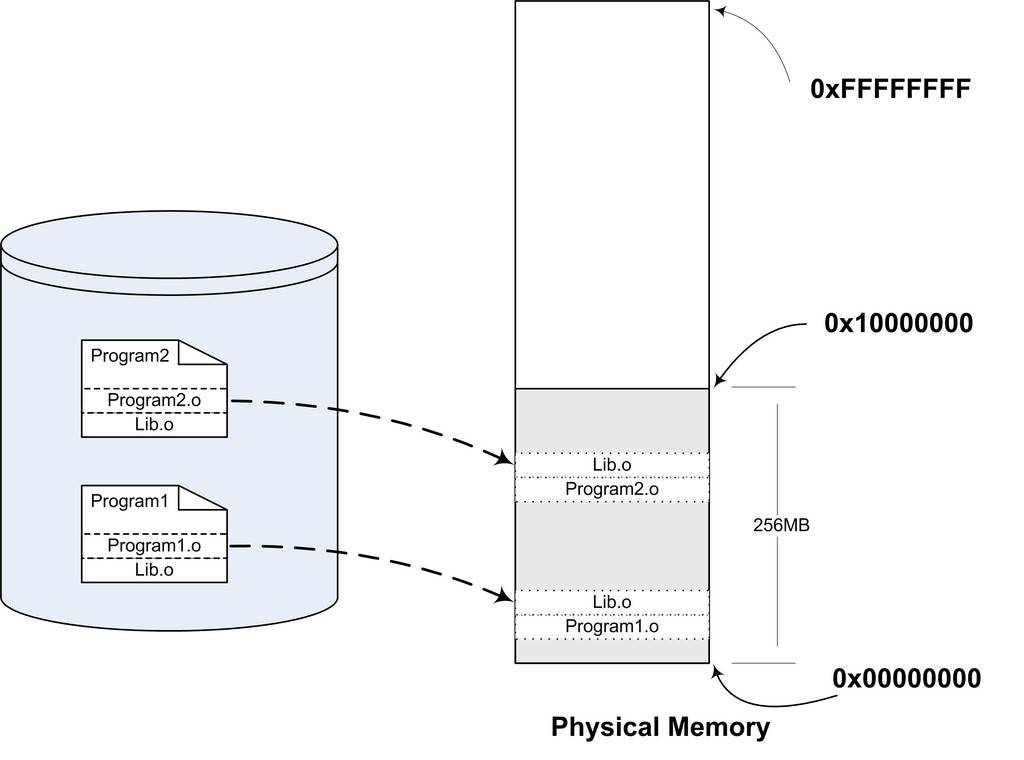 0xFFFFFFFF
0x10000000
Program2
Program2.o
Lib.o
Lib.o
Program2.o
Program1
Program1.o
Lib.o
256MB
Lib.o
Program1.o
0x00000000
Physical Memory